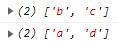 ▶ (2) ['b', 'c']
▶ (2) ['a', 'd']